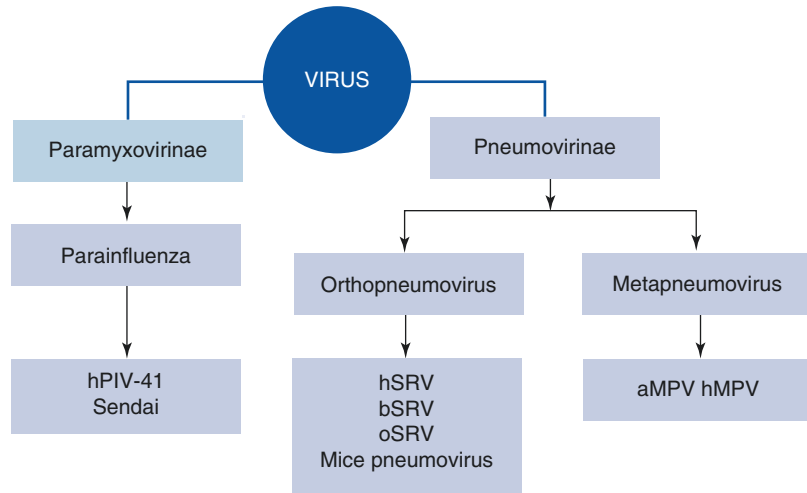 VIRUS
Paramyxovirinae
Pneumovirinae
Parainfluenza
Orthopneumovirus
Metapneumovirus
hPIV-41
Sendai
hSRV
bSRV
oSRV
Mice pneumovirus
aMPV hMPV